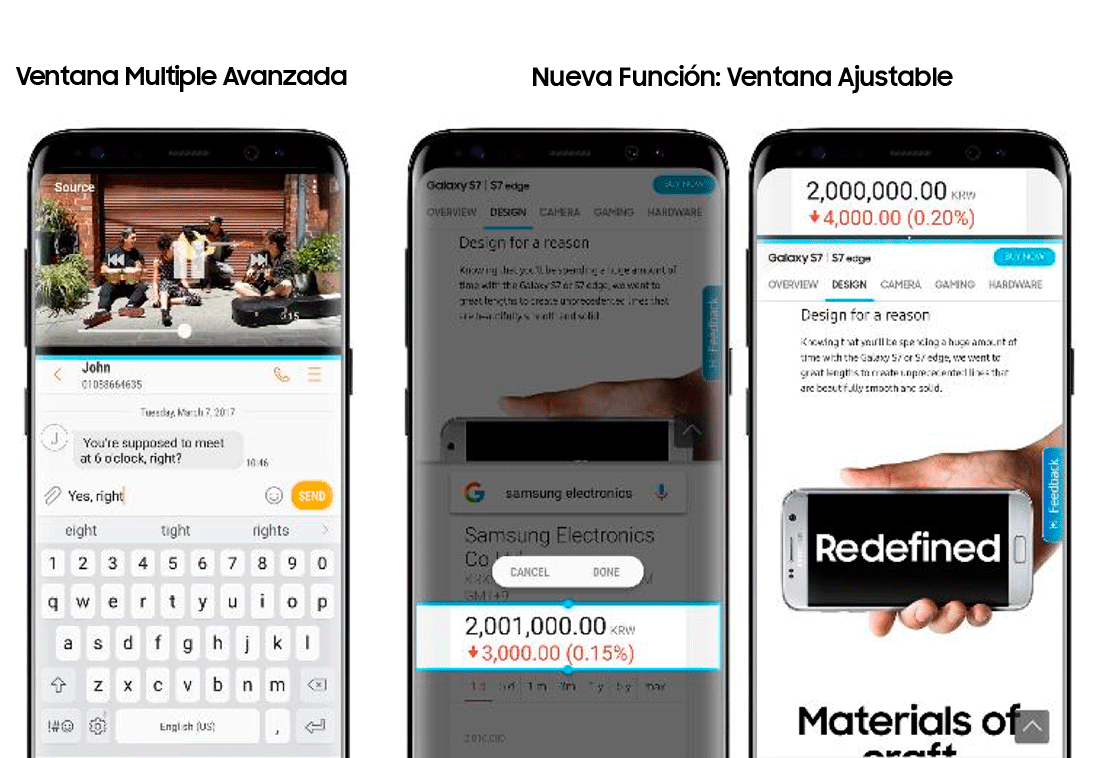 Ventana Multiple Avanzada
Nueva Función: Ventana Ajustable
Source
0:15
John
01058664635
Tuesday, March 7, 2017
J
You're supposed to meet
at 6 o'clock, right?
10:46
Yes, right
SEND
eight tight rights
1 2 3 4 5 6 7 8 9 0
q w e r t y u i o p
a s d f g h j k l
z x c v b n m
!#☺ English (US) ,
Galaxy S7 | S7 edge BUY NOW
OVERVIEW DESIGN CAMERA GAMING HARDWARE
Design for a reason
Knowing that you'll be spending a huge amount of
time with the Galaxy S7 or S7 edge, we went to
great lengths to create unprecedented lines that
are beautifully smooth and solid.
Feedback
G samsung electronics
Samsung Electronics
Co Ltd
CANCEL DONE
GMT+9
2,001,000.00 KRW
3,000.00 (0.15%)
1 d 5 d 1 m 3m 1 y 5 y max
2,000,000.00 KRW
4,000.00 (0.20%)
Galaxy S7 | S7 edge BUY NOW
OVERVIEW DESIGN CAMERA GAMING HARDWARE
Design for a reason
Knowing that you'll be spending a huge amount of
time with the Galaxy S7 or S7 edge, we went to
great lengths to create unprecedented lines that
are beautifully smooth and solid.
Feedback
Redefined
Materials of
craft